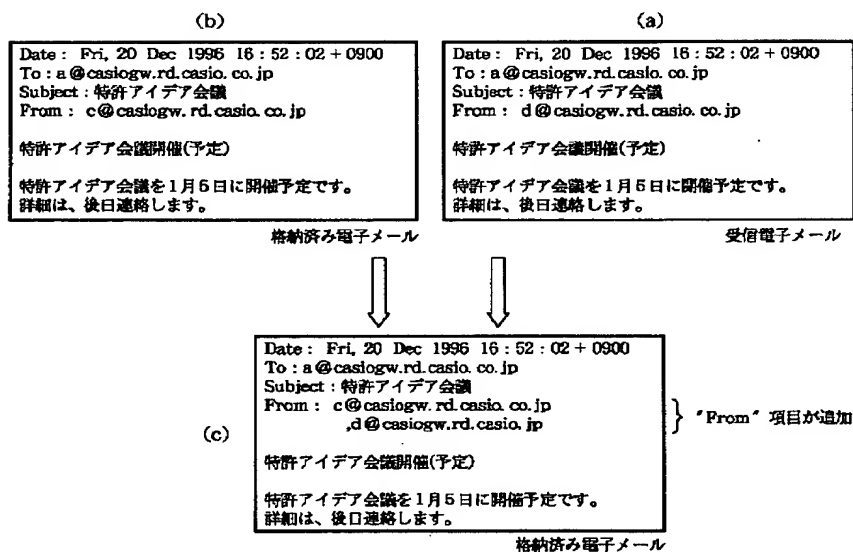 (b)
Date : Fri, 20 Dec 1996 16 : 52 : 02 + 0900
To : a@casiogw.rd.casio.co.jp
Subject : 特許アイデア会議
From : c@casiogw.rd.casio.co.jp
特許アイデア会議開催(予定)
特許アイデア会議を1月5日に開催予定です。
詳細は、後日連絡します。
格納済み電子メール
(a)
Date : Fri, 20 Dec 1996 16 : 52 : 02 + 0900
To : a@casiogw.rd.casio.co.jp
Subject : 特許アイデア会議
From : d@casiogw.rd.casio.co.jp
特許アイデア会議開催(予定)
特許アイデア会議を1月5日に開催予定です。
詳細は、後日連絡します。
受信電子メール
(c)
Date : Fri, 20 Dec 1996 16 : 52 : 02 + 0900
To : a@casiogw.rd.casio.co.jp
Subject : 特許アイデア会議
From : c@casiogw.rd.casio.co.jp
,d@casiogw.rd.casio.jp
"From" 項目が追加
特許アイデア会議開催(予定)
特許アイデア会議を1月5日に開催予定です。
詳細は、後日連絡します。
格納済み電子メール